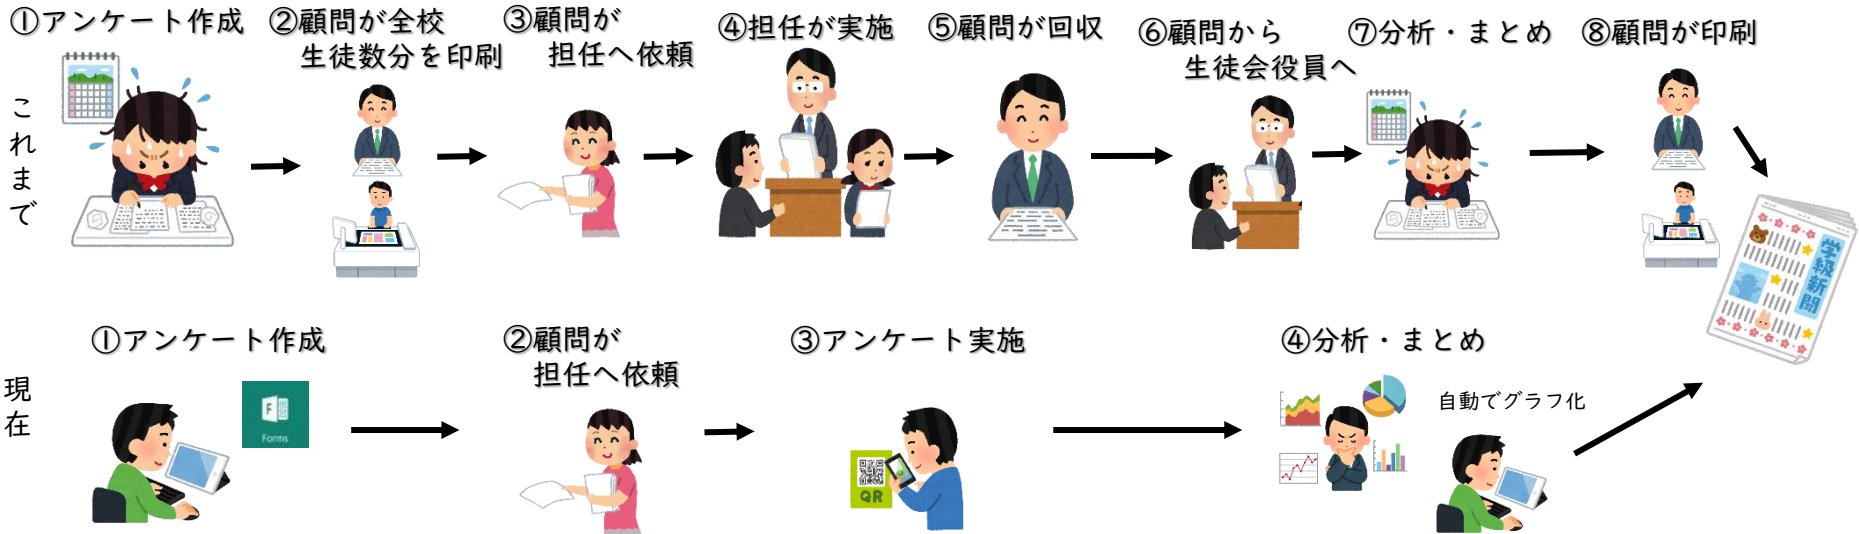 ①アンケート作成
②顧問が全校
生徒数分を印刷
③顧問が
担任へ依頼
④担任が実施
⑤顧問が回収
⑥顧問から
生徒会役員へ
⑦分析・まとめ
⑧顧問が印刷
これまで
学級新聞
①アンケート作成
②顧問が
担任へ依頼
③アンケート実施
④分析・まとめ
現在
F
Forms
QR
自動でグラフ化